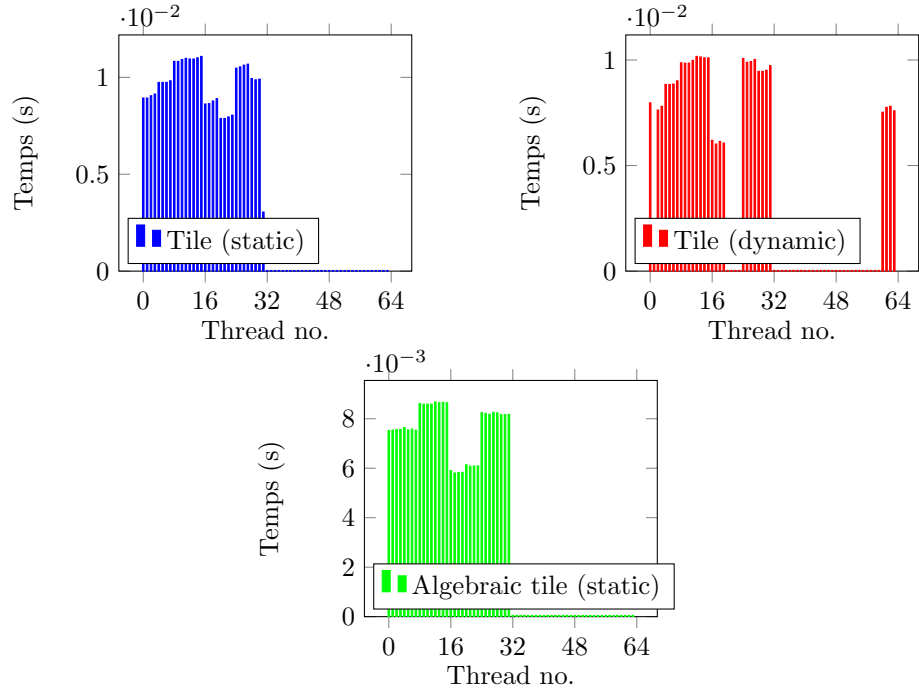 ·10⁻²
1
0.5
0
Temps (s)
Tile (static)
0 16 32 48 64
Thread no.
·10⁻²
1
0.5
0
Temps (s)
Tile (dynamic)
0 16 32 48 64
Thread no.
·10⁻³
8
6
4
2
0
Temps (s)
Algebraic tile (static)
0 16 32 48 64
Thread no.